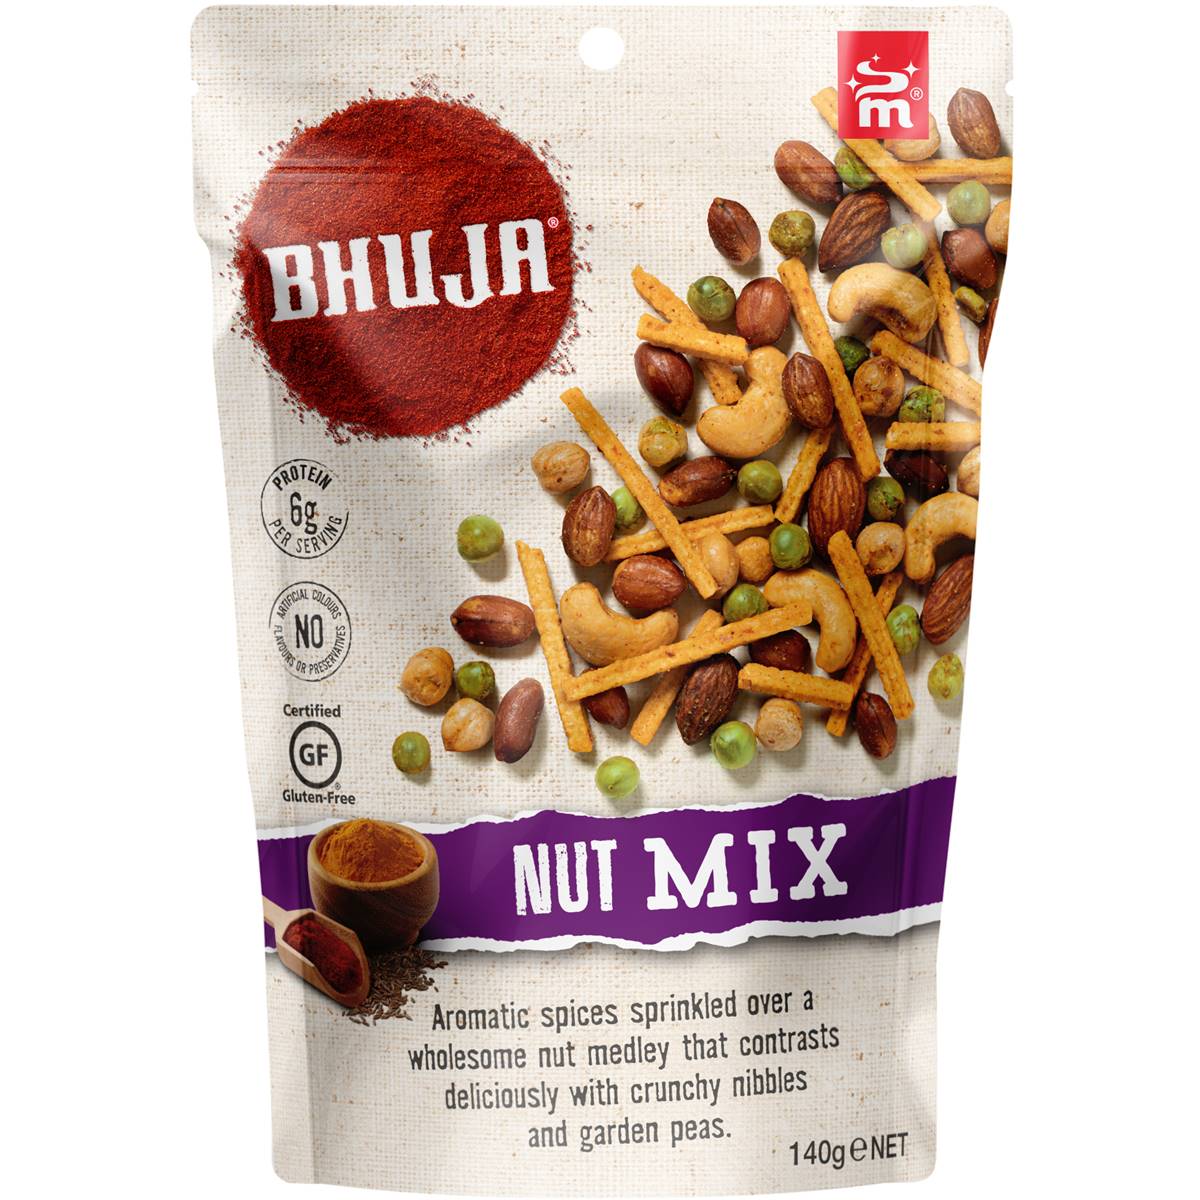 SM®
BHUJA®
PROTEIN
6g
PER SERVING
ARTIFICIAL COLOURS
NO
FLAVOURS OR PRESERVATIVES
Certified
GF®
Gluten-Free
NUT MIX
Aromatic spices sprinkled over a
wholesome nut medley that contrasts
deliciously with crunchy nibbles
and garden peas.
140g e NET